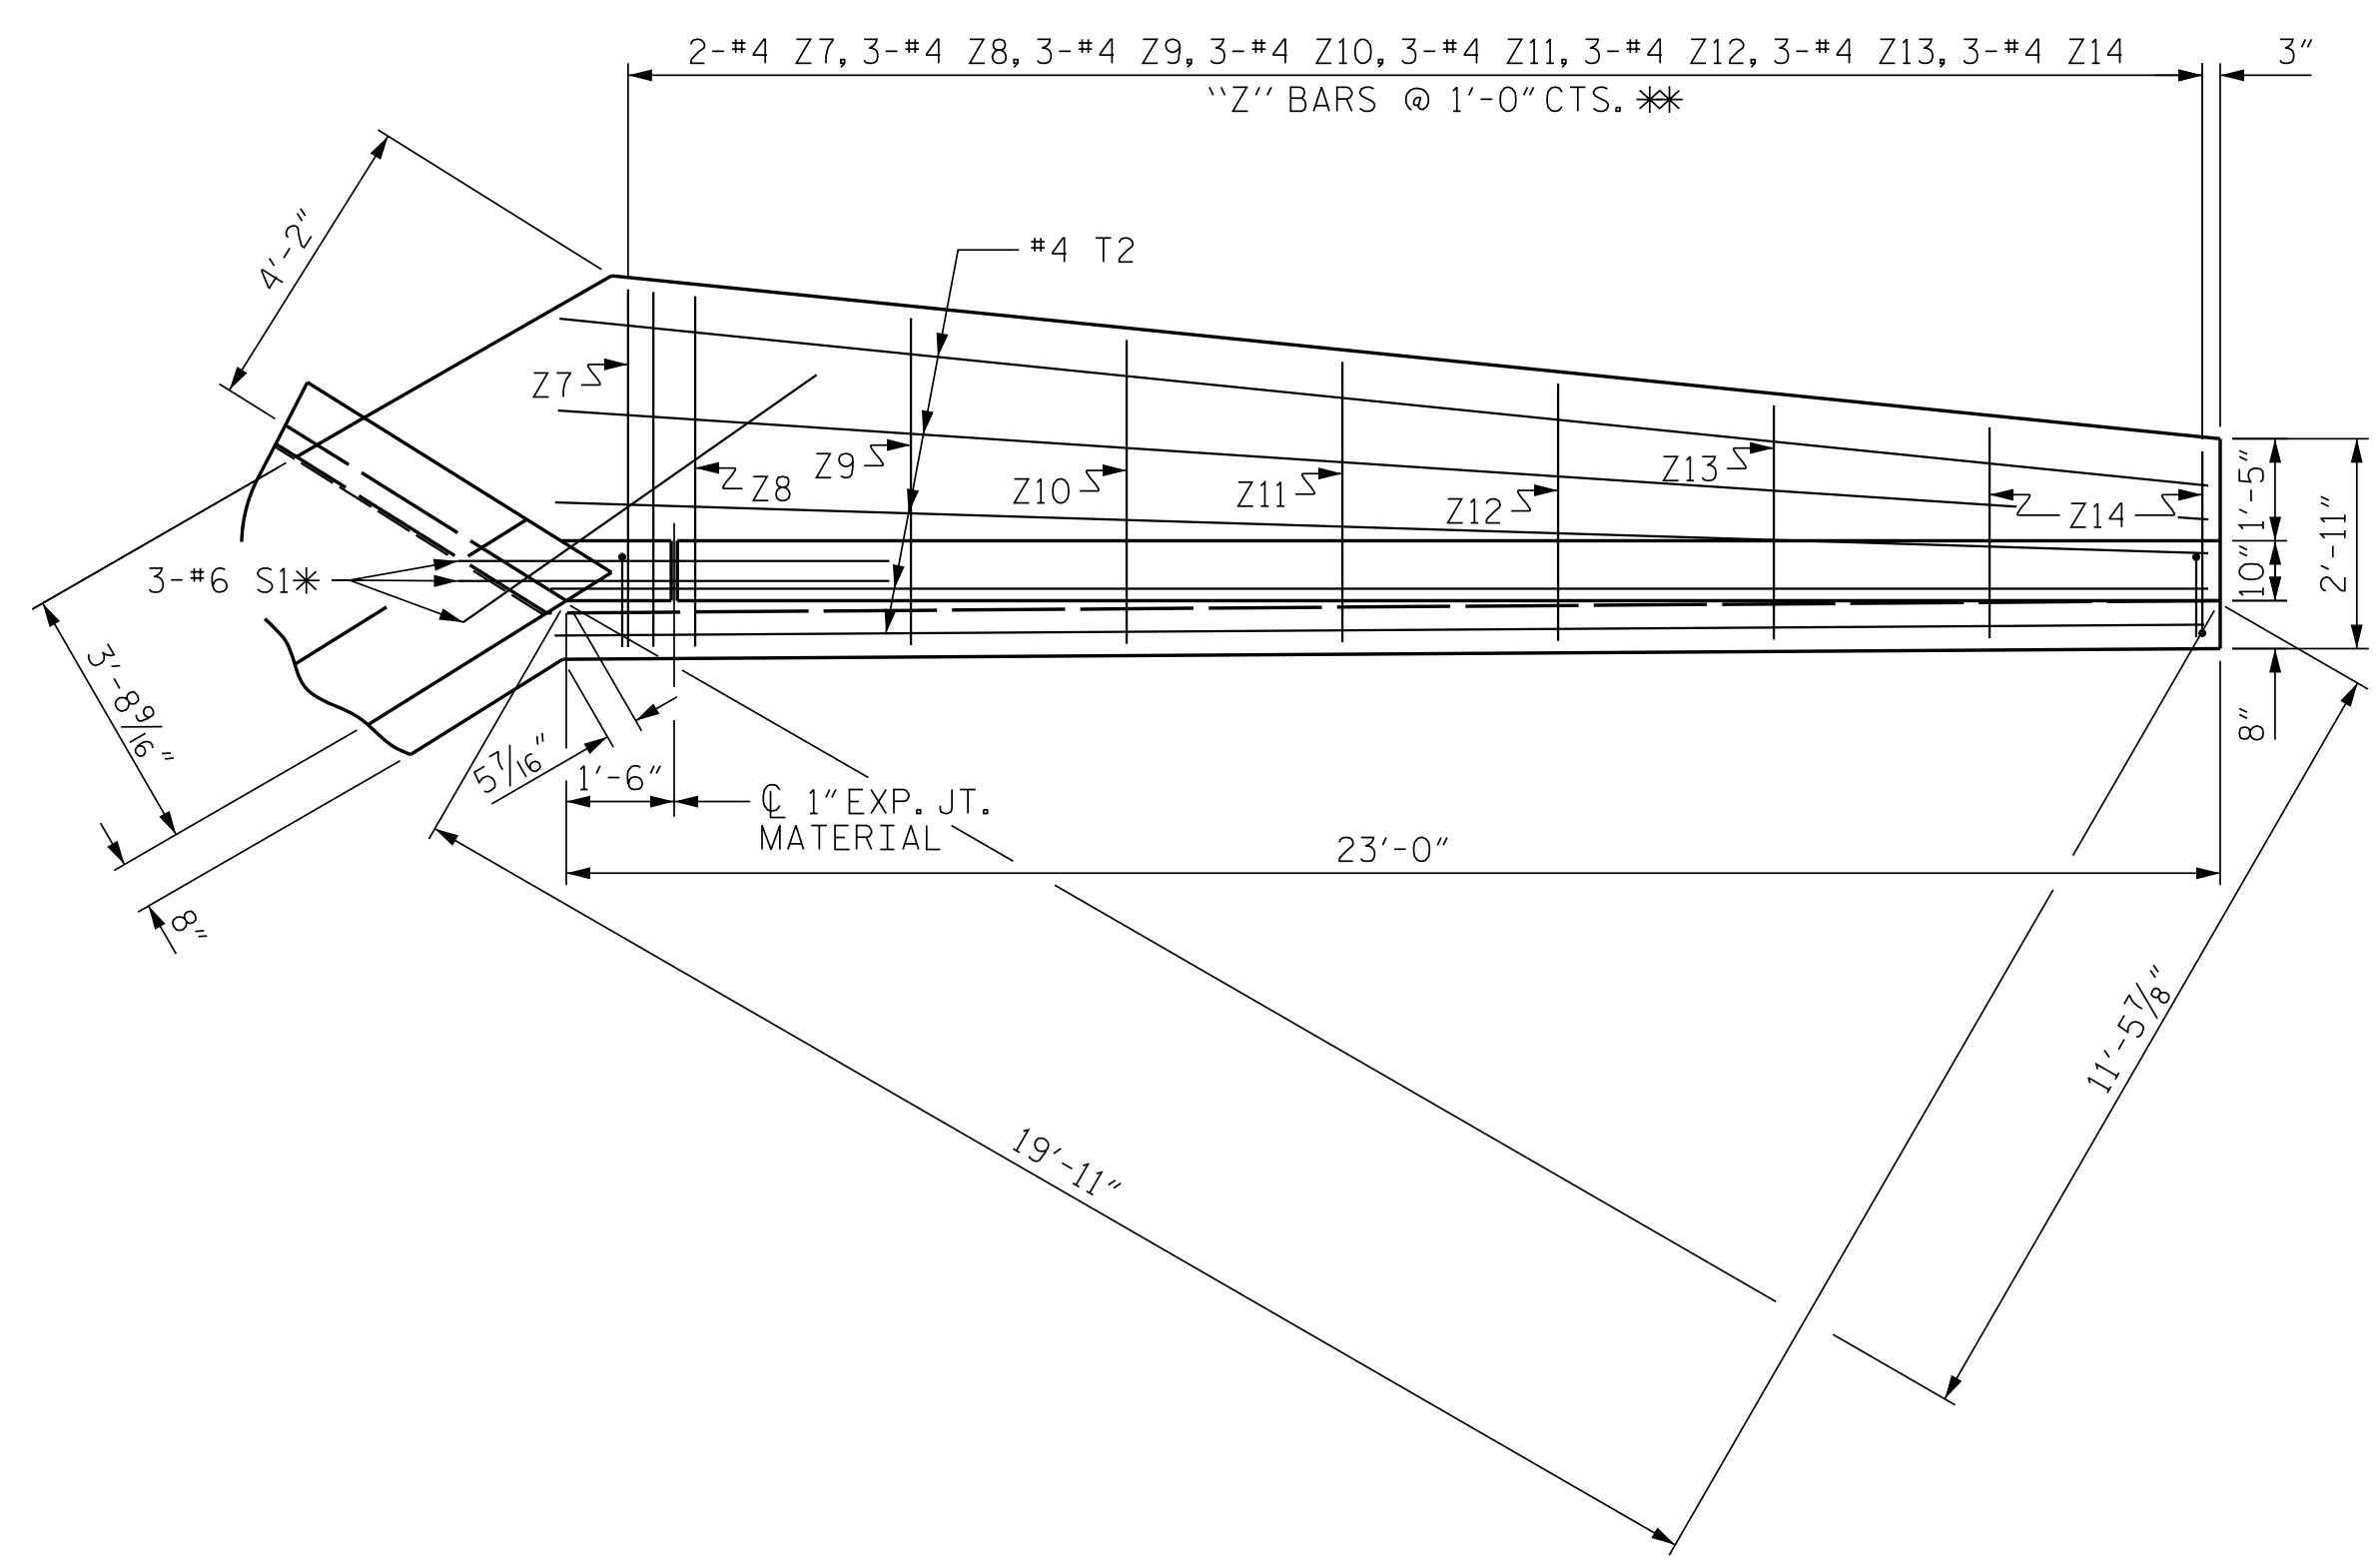 2-#4 Z7, 3-#4 Z8, 3-#4 Z9, 3-#4 Z10, 3-#4 Z11, 3-#4 Z12, 3-#4 Z13, 3-#4 Z14
3"
"Z" BARS @ 1'-0" CTS. **
4'-2"
#4 T2
Z7
Z8
Z9
Z10
Z11
Z12
Z13
Z14
1'-5"
10"
2'-11"
8"
3-#6 S1*
3'-8 9/16"
5 7/16"
1'-6"
℄ 1" EXP. JT.
MATERIAL
23'-0"
8"
19'-11"
11'-5 7/8"